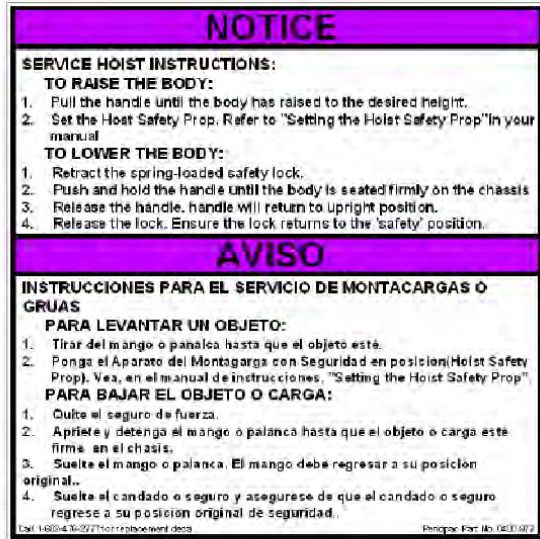 NOTICE
SERVICE HOIST INSTRUCTIONS:
TO RAISE THE BODY:
1. Pull the handle until the body has raised to the desired height.
2. Set the Host Safety Prop. Refer to "Setting the Hoist Safety Prop"in your
manual
TO LOWER THE BODY:
1. Retract the spring-loaded safety lock.
2. Push and hold the handle until the body is seated firmly on the chassis
3. Release the handle, handle will return to upright position.
4. Release the lock. Ensure the lock returns to the 'safety' position.
AVISO
INSTRUCCIONES PARA EL SERVICIO DE MONTACARGAS O
GRUAS
PARA LEVANTAR UN OBJETO:
1. Tirar del mango o panalca hasta que el objeto esté.
2. Ponga el Aparato del Montagarga con Seguridad en posicion(Hoist Safety
Prop). Vea, en el manual de instrucciones, "Setting the Hoist Safety Prop".
PARA BAJAR EL OBJETO O CARGA:
1. Quite el seguro de fuerza.
2. Apriete y detenga el mango o palanca hasta que el objeto o carga esté
firme en el chasis.
3. Suelte el mango o palanca. El mango debe regresar a su posición
original..
4. Suelte el candado o seguro y asegurese de que el candado o seguro
regrese a su posición original de seguridad..
Call for replacement decal
Part No.